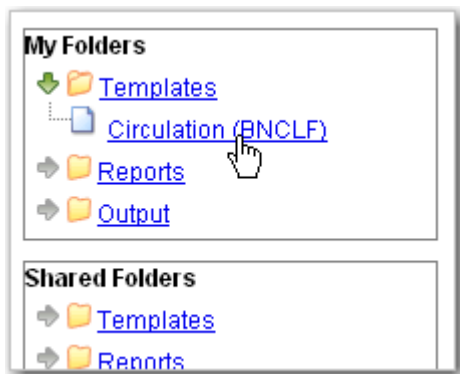 My Folders
Templates
Circulation (BNCLF)
Reports
Output
Shared Folders
Templates
Reports